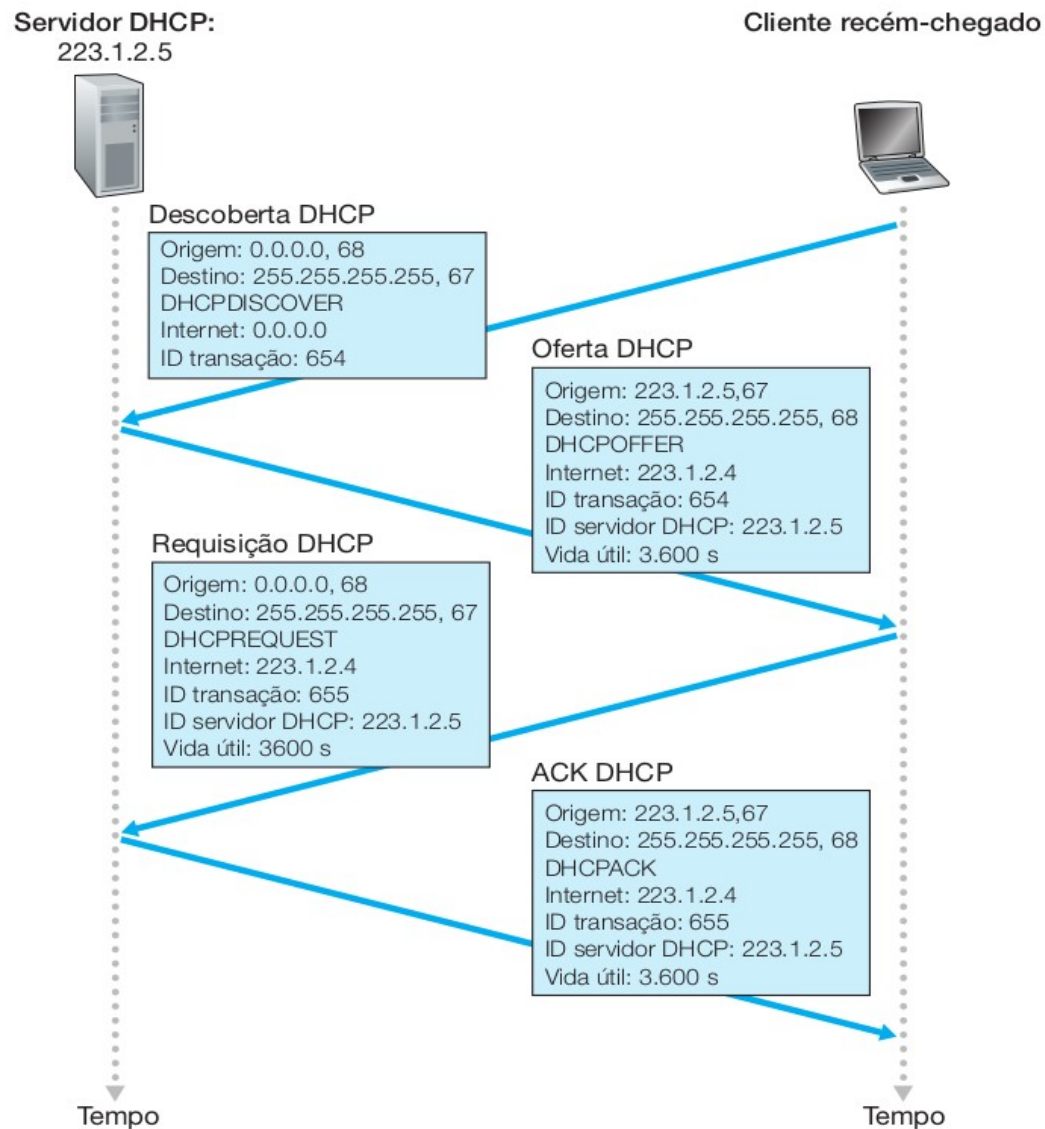 Servidor DHCP:
223.1.2.5
Cliente recém-chegado
Descoberta DHCP
Origem: 0.0.0.0, 68
Destino: 255.255.255.255, 67
DHCPDISCOVER
Internet: 0.0.0.0
ID transação: 654
Oferta DHCP
Origem: 223.1.2.5,67
Destino: 255.255.255.255, 68
DHCPOFFER
Internet: 223.1.2.4
ID transação: 654
ID servidor DHCP: 223.1.2.5
Vida útil: 3.600 s
Requisição DHCP
Origem: 0.0.0.0, 68
Destino: 255.255.255.255, 67
DHCPREQUEST
Internet: 223.1.2.4
ID transação: 655
ID servidor DHCP: 223.1.2.5
Vida útil: 3600 s
ACK DHCP
Origem: 223.1.2.5,67
Destino: 255.255.255.255, 68
DHCPACK
Internet: 223.1.2.4
ID transação: 655
ID servidor DHCP: 223.1.2.5
Vida útil: 3.600 s
Tempo
Tempo